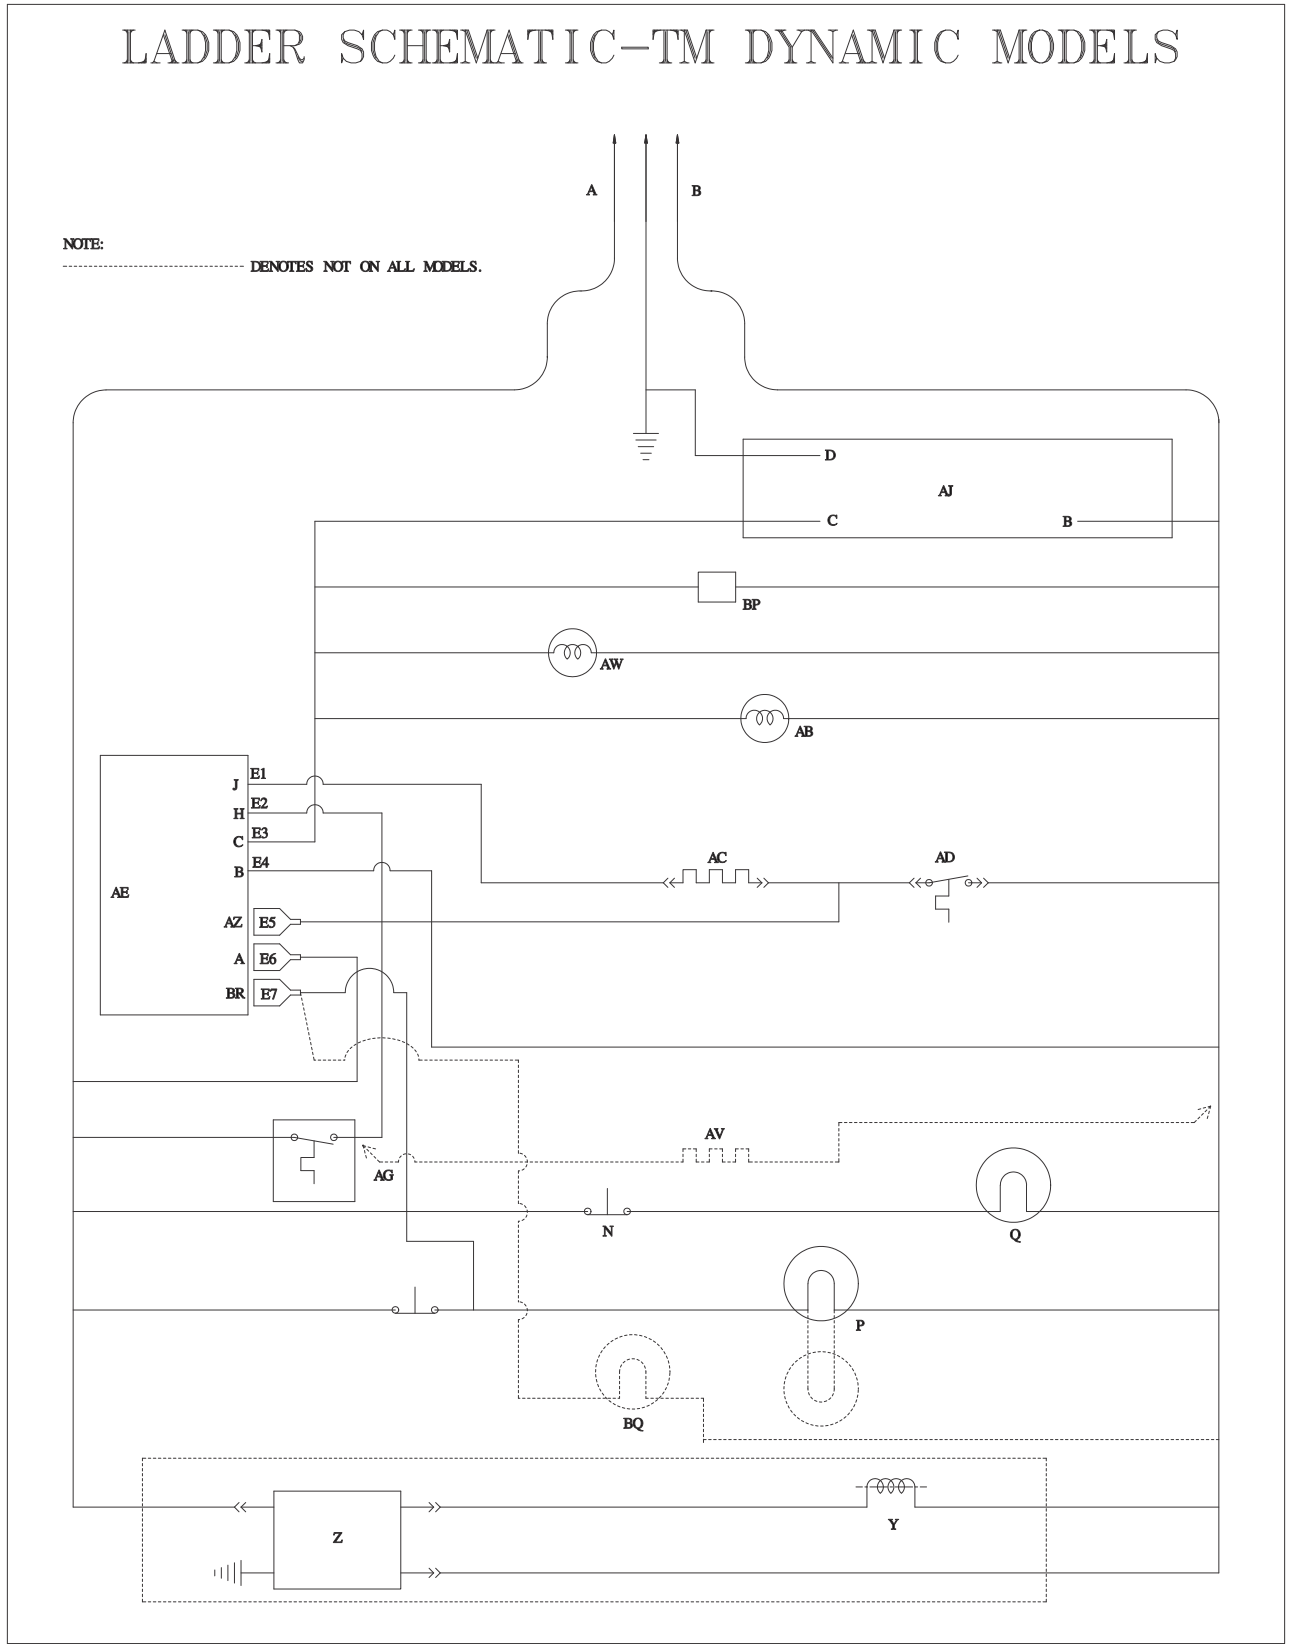 LADDER SCHEMATIC-TM DYNAMIC MODELS
A B
NOTE:
DENOTES NOT ON ALL MODELS.
D
AJ
C B
BP
AW
AB
E1
J
E2
H
E3
C
E4
B
AC AD
AE
AZ E5
A E6
BR E7
AV
AG
N Q
P
BQ
Y
Z